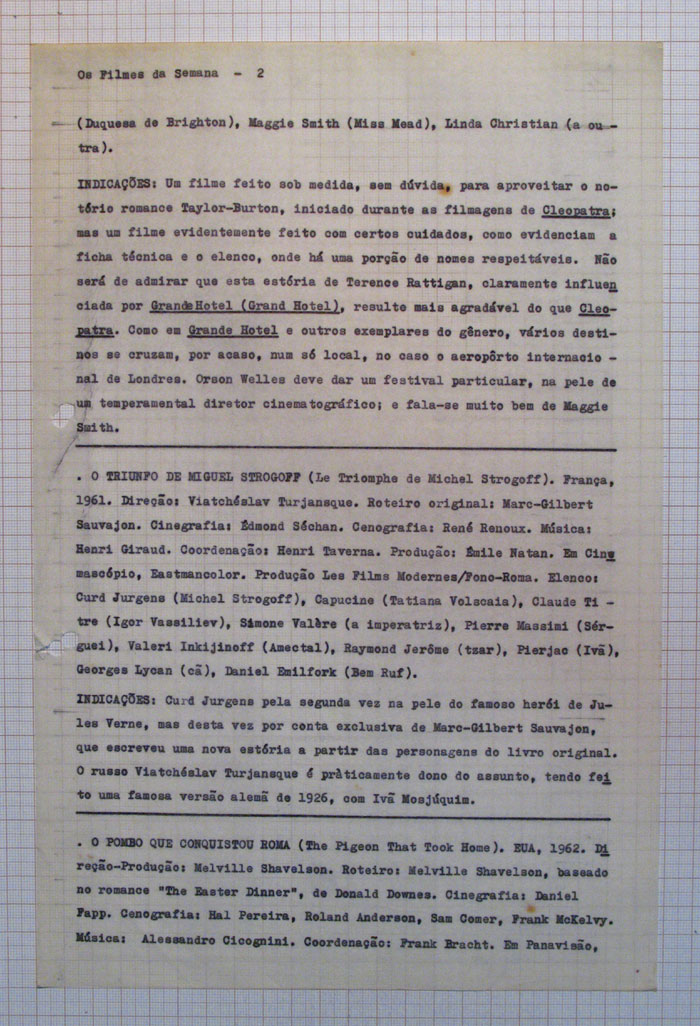 Os Filmes da Semana - 2
(Duquesa de Brighton), Maggie Smith (Miss Mead), Linda Christian (a ou-
tra).
INDICAÇÕES: Um filme feito sob medida, sem dúvida, para aproveitar o no-
tório romance Taylor-Burton, iniciado durante as filmagens de Cleopatra;
mas um filme evidentemente feito com certos cuidados, como evidenciam a
ficha técnica e o elenco, onde há uma porção de nomes respeitáveis. Não
será de admirar que esta estória de Terence Rattigan, claramente influen
ciada por Grande Hotel (Grand Hotel), resulte mais agradável do que Cleo-
patra. Como em Grande Hotel e outros exemplares do gênero, vários desti-
nos se cruzam, por acaso, num só local, no caso o aeropôrto internacio -
nal de Londres. Orson Welles deve dar um festival particular, na pele de
um temperamental diretor cinematográfico; e fala-se muito bem de Maggie
Smith.
. O TRIUNFO DE MIGUEL STROGOFF (Le Triomphe de Michel Strogoff). França,
1961. Direção: Viatchéslav Turjansque. Roteiro original: Marc-Gilbert
Sauvajon. Cinegrafia: Édmond Séchan. Cenografia: René Renoux. Música:
Henri Giraud. Coordenação: Henri Taverna. Produção: Émile Natan. Em Cine
mascópio, Eastmancolor. Produção Les Films Modernes/Fono-Roma. Elenco:
Curd Jurgens (Michel Strogoff), Capucine (Tatiana Volscaia), Claude Ti -
tre (Igor Vassiliev), Simone Valère (a imperatriz), Pierre Massimi (Sér-
guei), Valeri Inkijinoff (Amectal), Raymond Jerôme (tzar), Pierjac (Ivã),
Georges Lycan (cã), Daniel Emilfork (Bem Ruf).
INDICAÇÕES: Curd Jurgens pela segunda vez na pele do famoso herói de Ju-
les Verne, mas desta vez por conta exclusiva de Marc-Gilbert Sauvajon,
que escreveu uma nova estória a partir das personagens do livro original.
O russo Viatchéslav Turjansque é pràticamente dono do assunto, tendo fei
to uma famosa versão alemã de 1926, com Ivã Mosjúquim.
. O POMBO QUE CONQUISTOU ROMA (The Pigeon That Took Home). EUA, 1962. Di
reção-Produção: Melville Shavelson. Roteiro: Melville Shavelson, baseado
no romance "The Easter Dinner", de Donald Downes. Cinegrafia: Daniel
Fapp. Cenografia: Hal Pereira, Roland Anderson, Sam Comer, Frank McKelvy.
Música: Alessandro Cicognini. Coordenação: Frank Bracht. Em Panavisão,